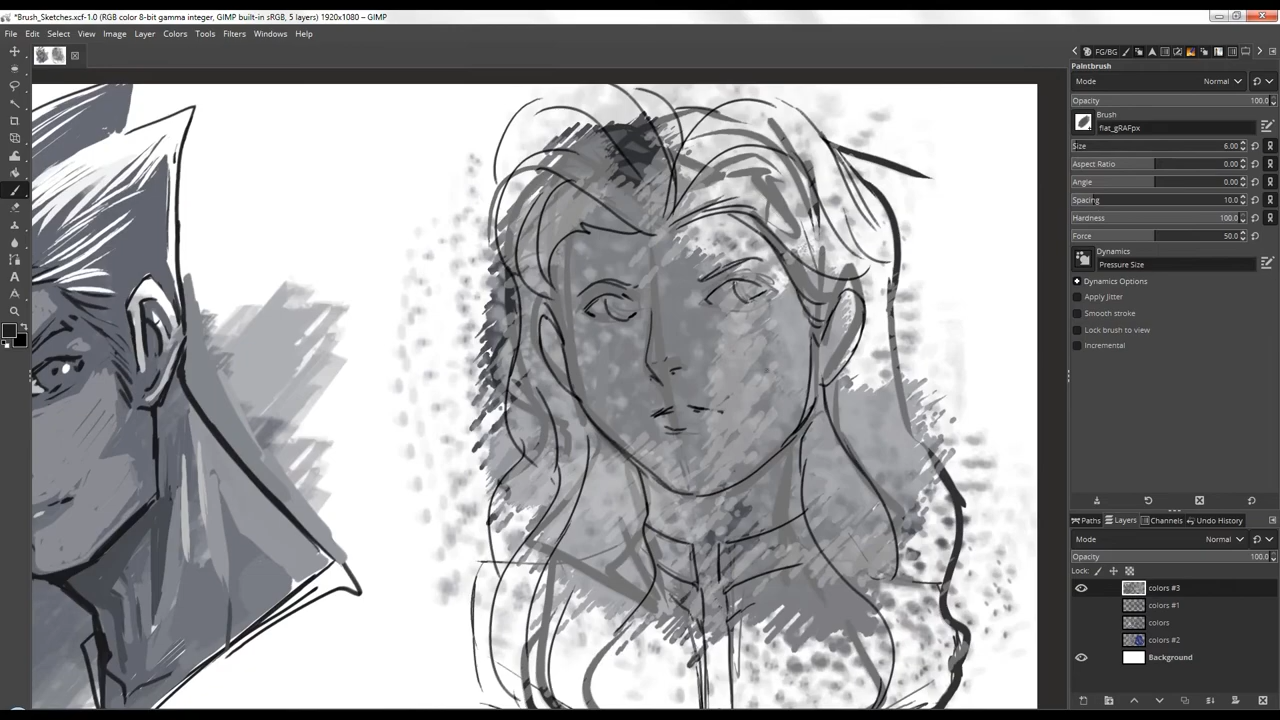 *Brush_Sketches.xcf-1.0 (RGB color 8-bit gamma integer, GIMP built-in sRGB, 5 layers) 1920x1080 – GIMP
File Edit Select View Image Layer Colors Tools Filters Windows Help
FG/BG
Paintbrush
Mode Normal
Opacity 100.0
Brush
flat_gRAFpx
Size 6.00
Aspect Ratio 0.00
Angle 0.00
Spacing 10.0
Hardness 100.0
Force 50.0
Dynamics
Pressure Size
Dynamics Options
Apply Jitter
Smooth stroke
Lock brush to view
Incremental
Paths Layers Channels Undo History
Mode Normal
Opacity 100.0
Lock:
colors #3
colors #1
colors
colors #2
Background